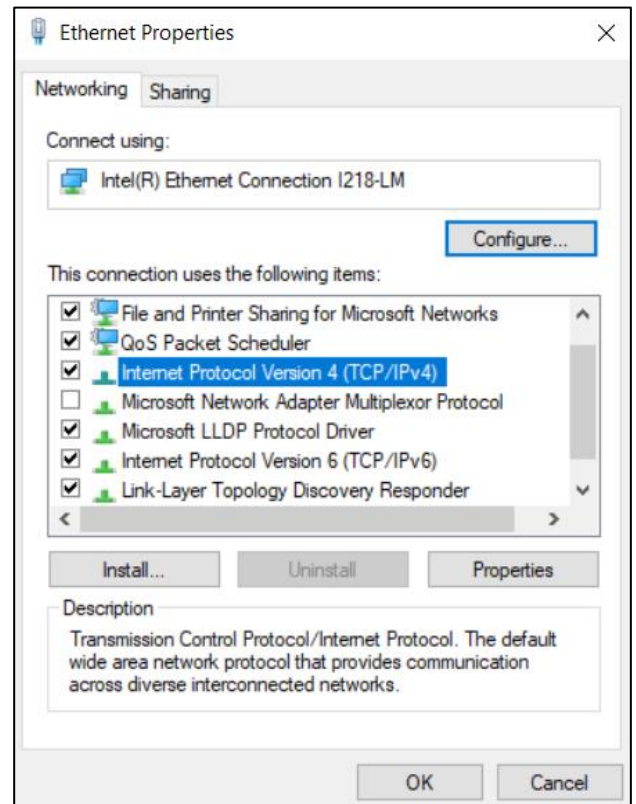 Ethernet Properties
Networking
Sharing
Connect using:
Intel(R) Ethernet Connection I218-LM
Configure...
This connection uses the following items:
File and Printer Sharing for Microsoft Networks
QoS Packet Scheduler
Internet Protocol Version 4 (TCP/IPv4)
Microsoft Network Adapter Multiplexor Protocol
Microsoft LLDP Protocol Driver
Internet Protocol Version 6 (TCP/IPv6)
Link-Layer Topology Discovery Responder
Install...
Uninstall
Properties
Description
Transmission Control Protocol/Internet Protocol. The default
wide area network protocol that provides communication
across diverse interconnected networks.
OK
Cancel